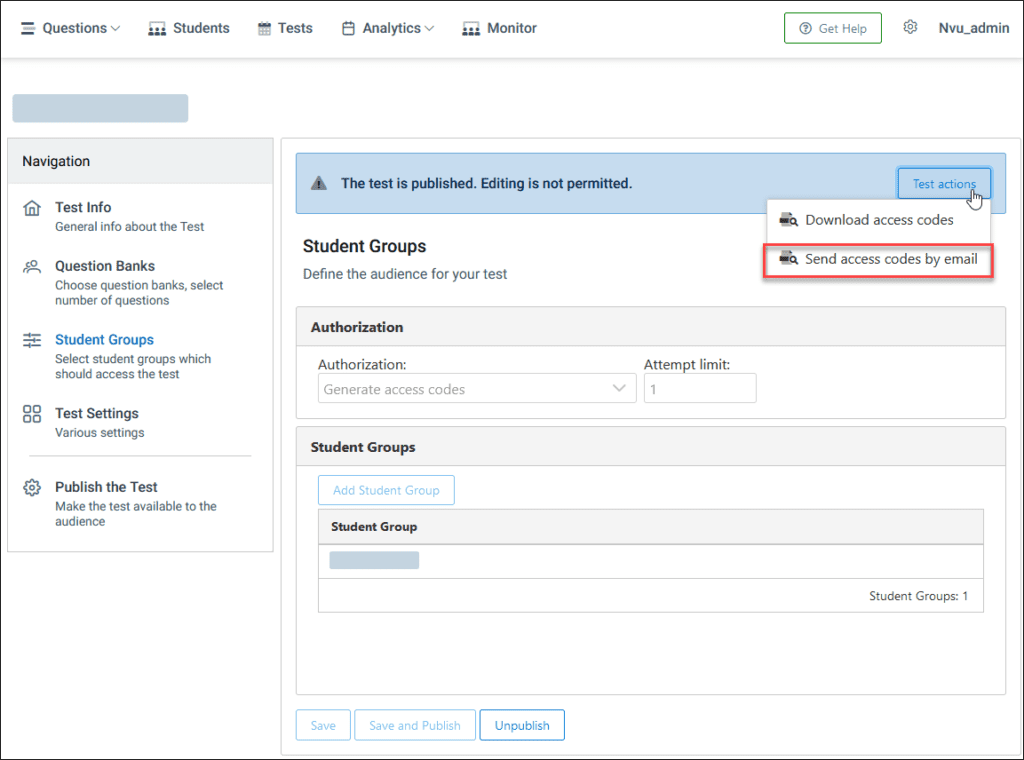 Questions Students Tests Analytics Monitor Get Help Nvu_admin
Navigation
Test Info
General info about the Test
Question Banks
Choose question banks, select
number of questions
Student Groups
Select student groups which
should access the test
Test Settings
Various settings
Publish the Test
Make the test available to the
audience
The test is published. Editing is not permitted.
Test actions
Download access codes
Send access codes by email
Student Groups
Define the audience for your test
Authorization
Authorization: Attempt limit:
Generate access codes 1
Student Groups
Add Student Group
Student Group
Student Groups: 1
Save Save and Publish Unpublish